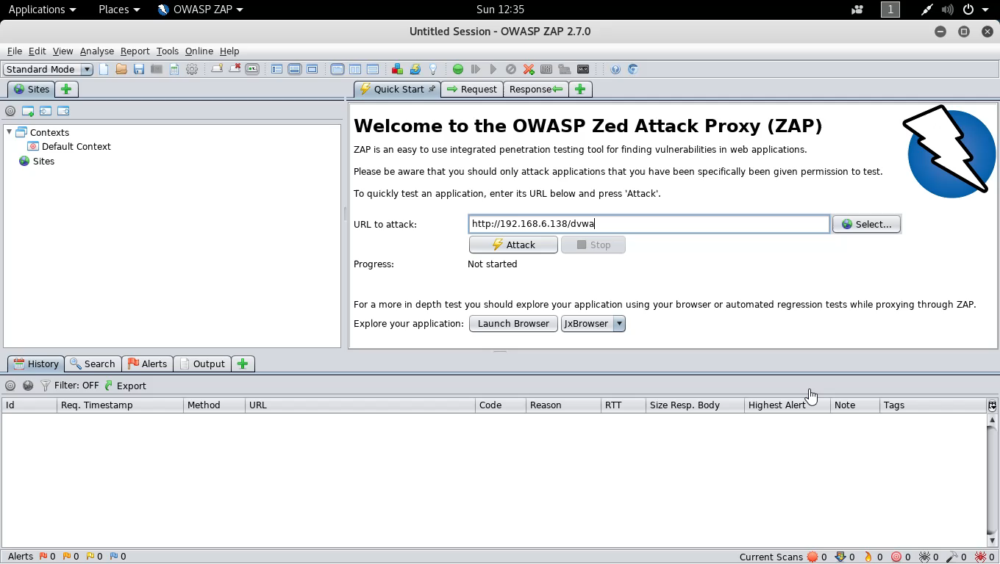 Applications Places OWASP ZAP Sun 12:35 1
Untitled Session - OWASP ZAP 2.7.0
File Edit View Analyse Report Tools Online Help
Standard Mode
Sites Quick Start Request Response
Contexts
Default Context
Sites
Welcome to the OWASP Zed Attack Proxy (ZAP)
ZAP is an easy to use integrated penetration testing tool for finding vulnerabilities in web applications.
Please be aware that you should only attack applications that you have been specifically been given permission to test.
To quickly test an application, enter its URL below and press 'Attack'.
URL to attack: http://192.168.6.138/dvwa Select...
Attack Stop
Progress: Not started
For a more in depth test you should explore your application using your browser or automated regression tests while proxying through ZAP.
Explore your application: Launch Browser JxBrowser
History Search Alerts Output
Filter: OFF Export
Id Req. Timestamp Method URL Code Reason RTT Size Resp. Body Highest Alert Note Tags
Alerts 0 0 0 0 Current Scans 0 0 0 0 0 0 0